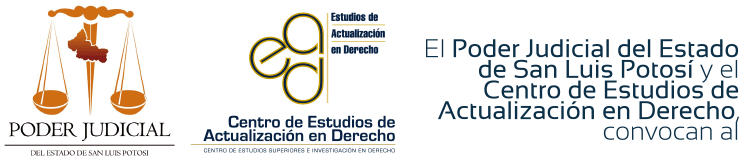 PODER JUDICIAL
DEL ESTADO DE SAN LUIS POTOSI
ead
Estudios de
Actualización
en Derecho
Centro de Estudios de
Actualización en Derecho
CENTRO DE ESTUDIOS SUPERIORES E INVESTIGACIÓN EN DERECHO
El Poder Judicial del Estado
de San Luis Potosí y el
Centro de Estudios de
Actualización en Derecho,
convocan al